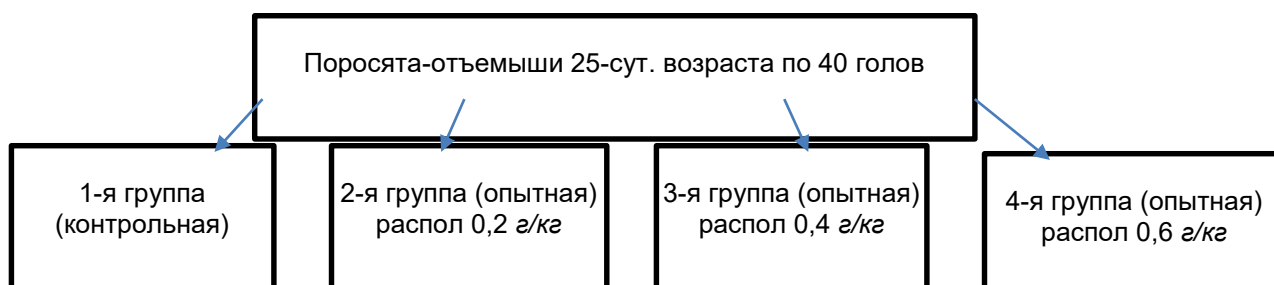 Поросята-отъемыши 25-сут. возраста по 40 голов
1-я группа
(контрольная)
2-я группа (опытная)
распол 0,2 г/кг
3-я группа (опытная)
распол 0,4 г/кг
4-я группа (опытная)
распол 0,6 г/кг